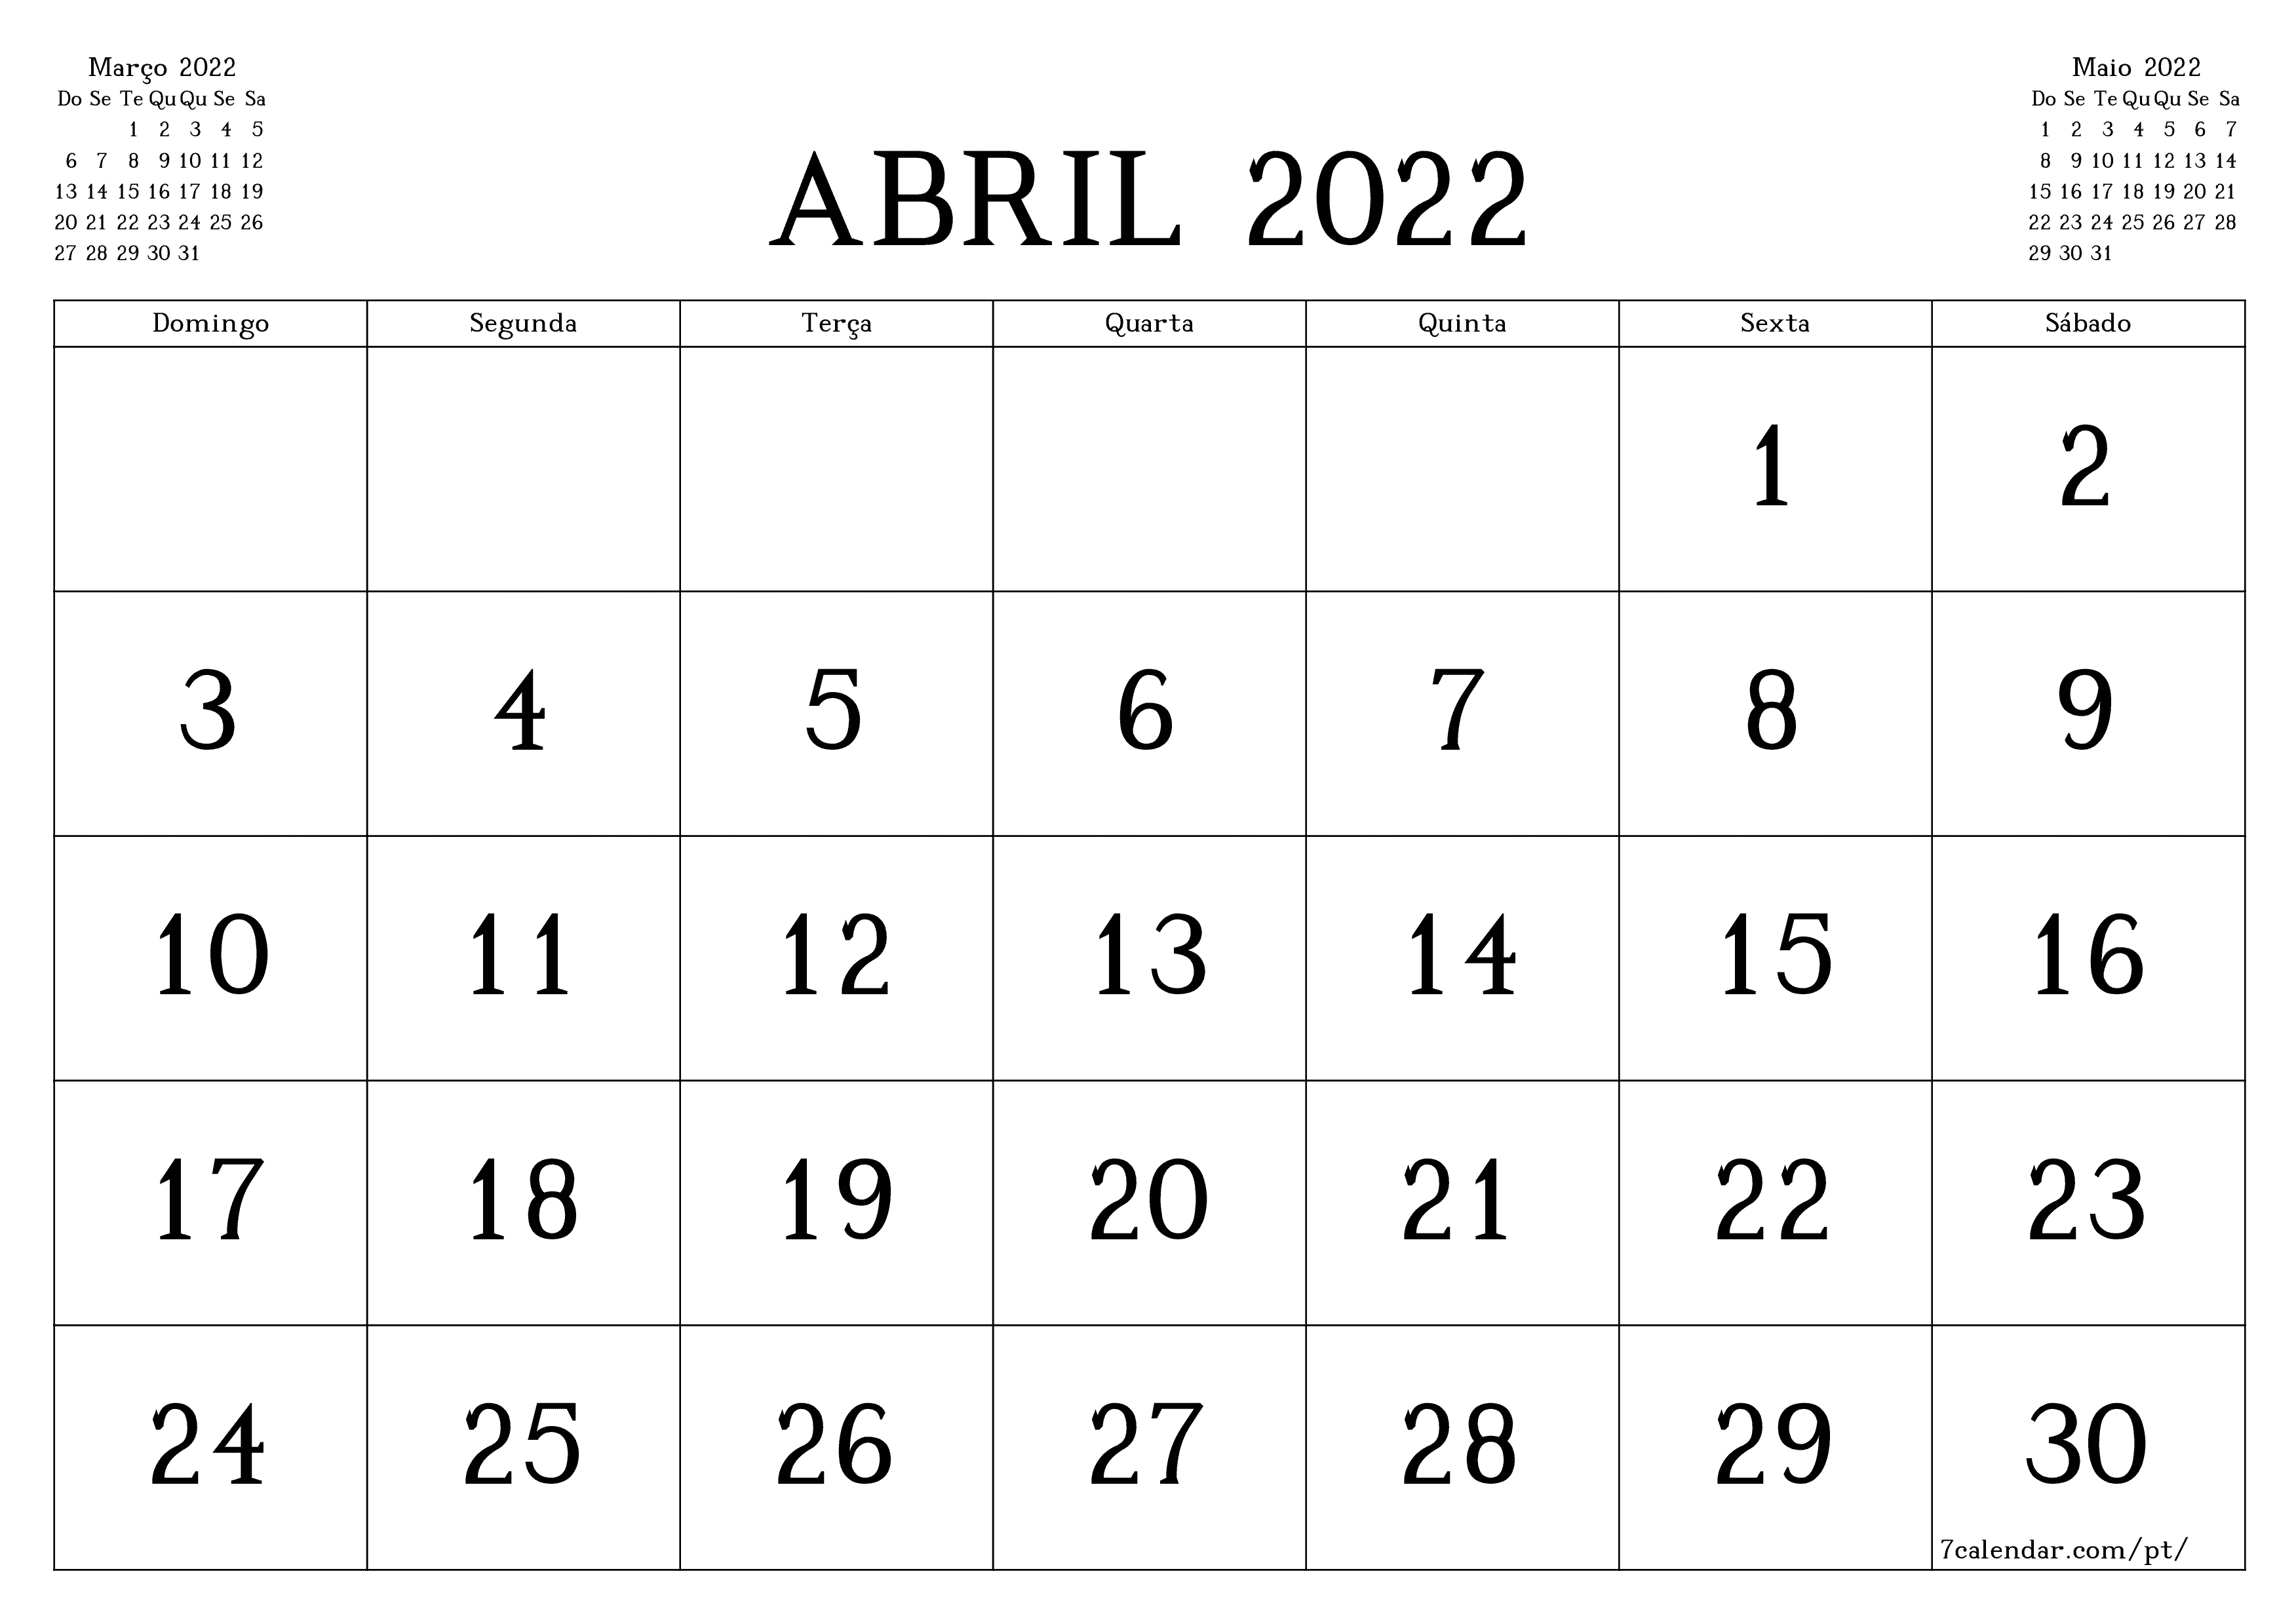 Março 2022
Do Se Te Qu Qu Se Sa
1 2 3 4 5
6 7 8 9 10 11 12
13 14 15 16 17 18 19
20 21 22 23 24 25 26
27 28 29 30 31
ABRIL 2022
Maio 2022
Do Se Te Qu Qu Se Sa
1 2 3 4 5 6 7
8 9 10 11 12 13 14
15 16 17 18 19 20 21
22 23 24 25 26 27 28
29 30 31
Domingo Segunda Terça Quarta Quinta Sexta Sábado
1 2
3 4 5 6 7 8 9
10 11 12 13 14 15 16
17 18 19 20 21 22 23
24 25 26 27 28 29 30
7calendar.com/pt/